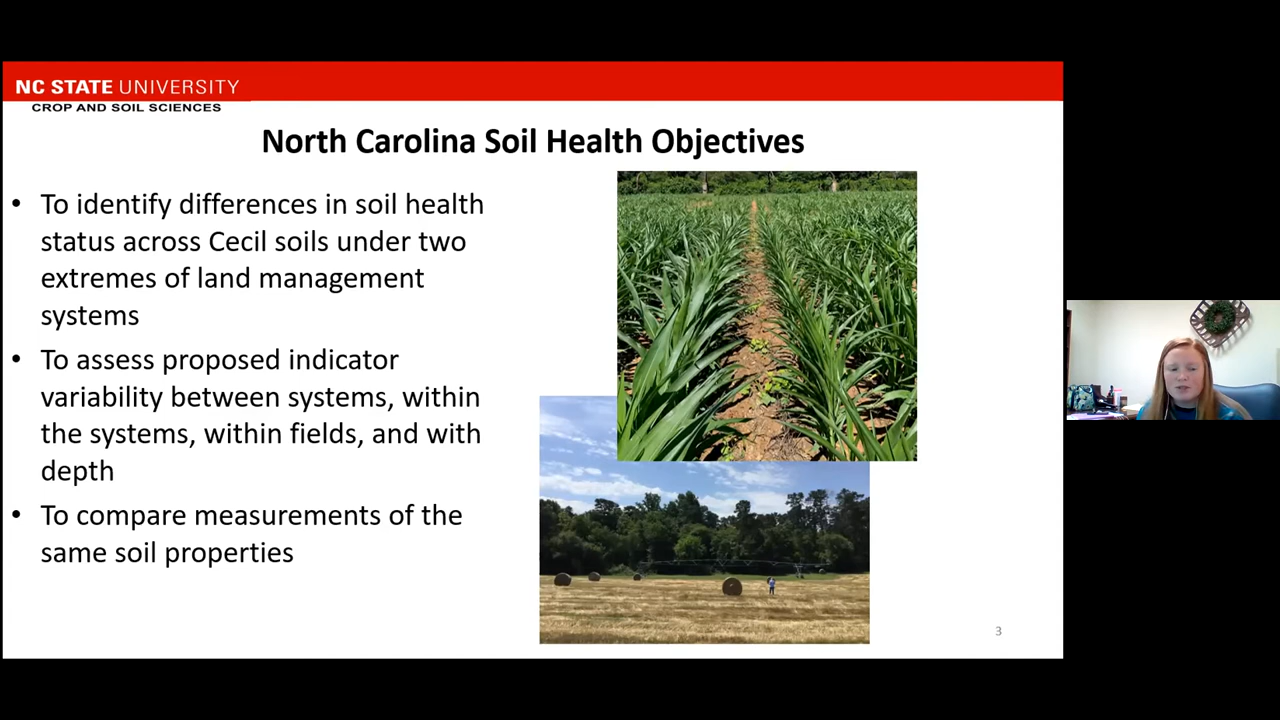 NC STATE UNIVERSITY
CROP AND SOIL SCIENCES
North Carolina Soil Health Objectives
• To identify differences in soil health
status across Cecil soils under two
extremes of land management
systems
• To assess proposed indicator
variability between systems, within
the systems, within fields, and with
depth
• To compare measurements of the
same soil properties
3